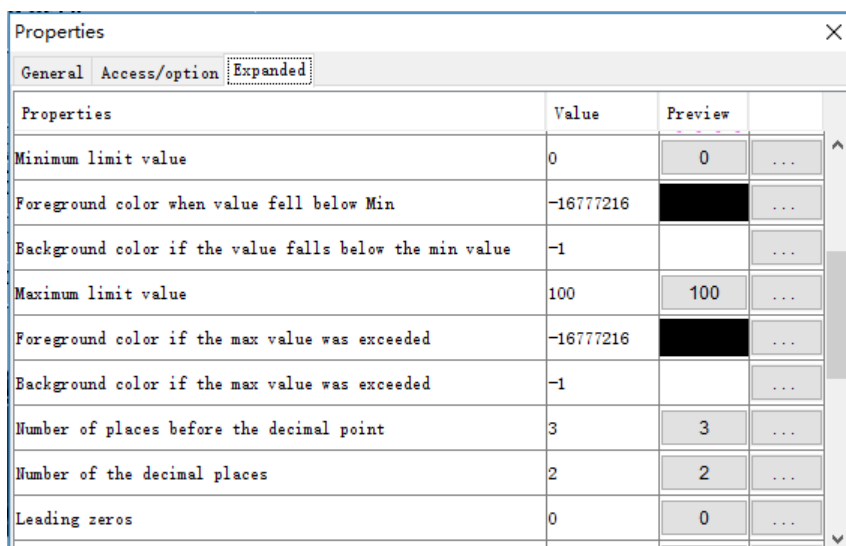 Properties
General Access/option Expanded
Properties Value Preview
Minimum limit value 0 0 ...
Foreground color when value fell below Min -16777216 ...
Background color if the value falls below the min value -1 ...
Maximum limit value 100 100 ...
Foreground color if the max value was exceeded -16777216 ...
Background color if the max value was exceeded -1 ...
Number of places before the decimal point 3 3 ...
Number of the decimal places 2 2 ...
Leading zeros 0 0 ...